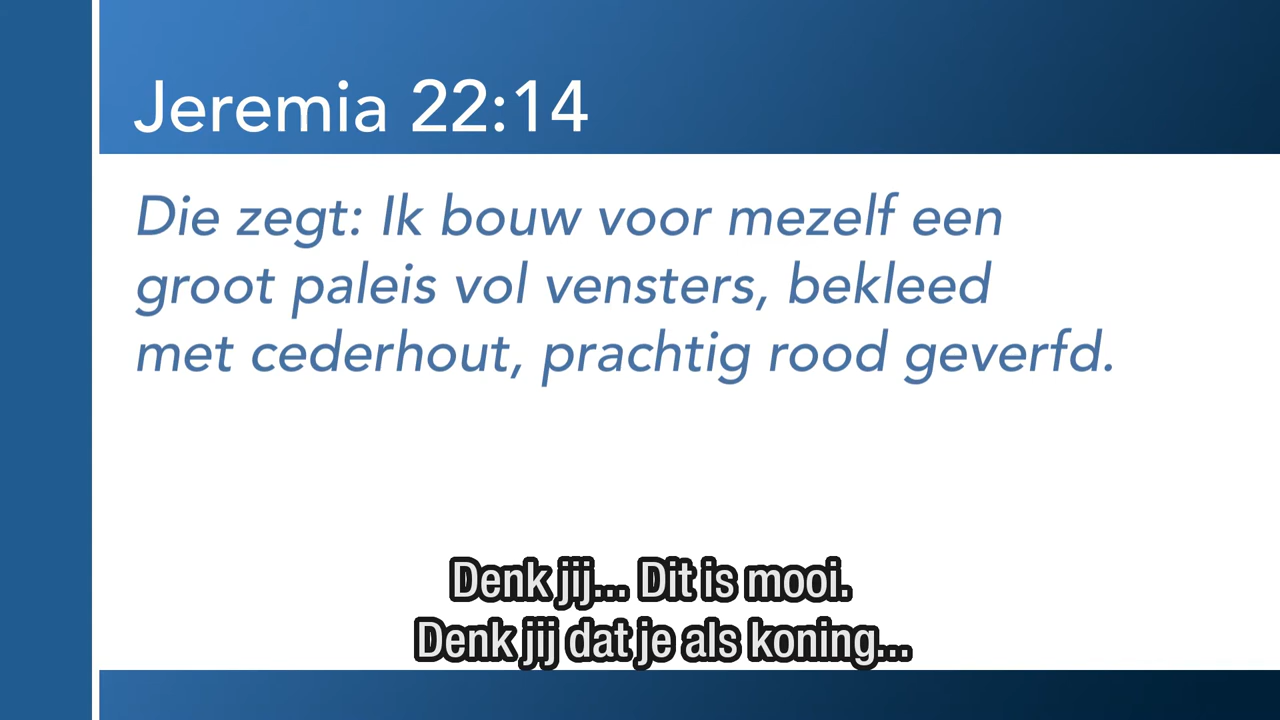 Jeremia 22:14
Die zegt: Ik bouw voor mezelf een
groot paleis vol vensters, bekleed
met cederhout, prachtig rood geverfd.
Denk jij... Dit is mooi.
Denk jij dat je als koning...